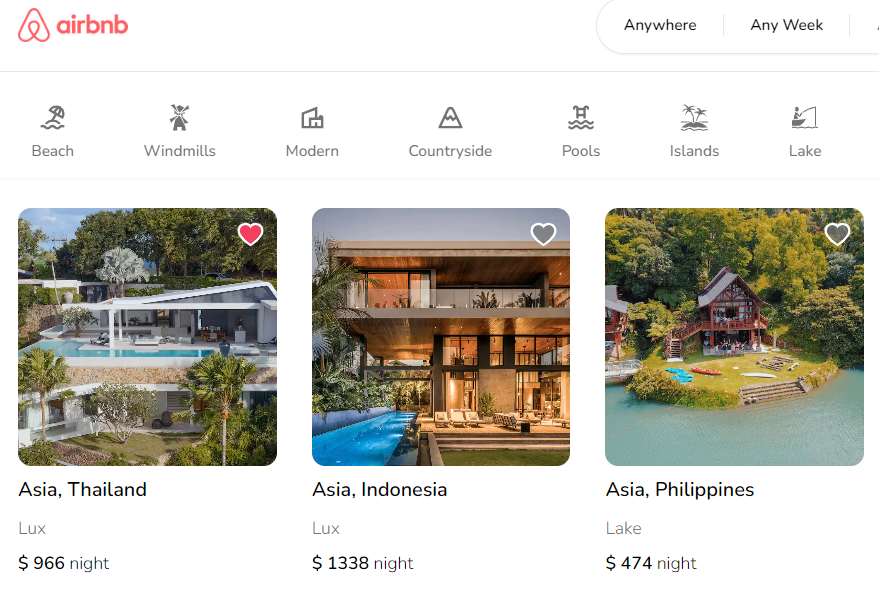 airbnb
Anywhere
Any Week
Beach
Windmills
Modern
Countryside
Pools
Islands
Lake
Asia, Thailand
Lux
$ 966 night
Asia, Indonesia
Lux
$ 1338 night
Asia, Philippines
Lake
$ 474 night